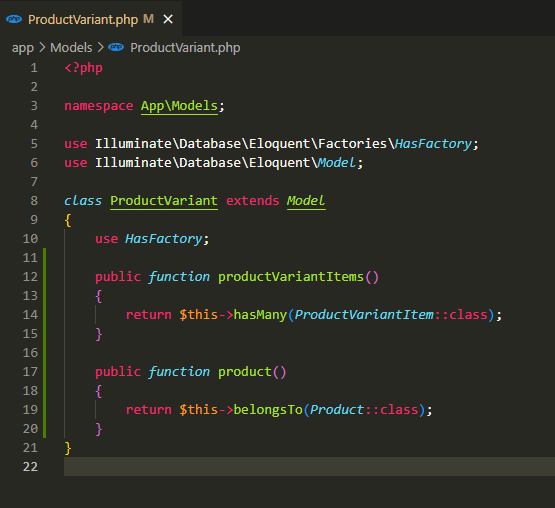 php ProductVariant.php M ×
app > Models > php ProductVariant.php
1 <?php
2
3 namespace App\Models;
4
5 use Illuminate\Database\Eloquent\Factories\HasFactory;
6 use Illuminate\Database\Eloquent\Model;
7
8 class ProductVariant extends Model
9 {
10     use HasFactory;
11
12     public function productVariantItems()
13     {
14         return $this->hasMany(ProductVariantItem::class);
15     }
16
17     public function product()
18     {
19         return $this->belongsTo(Product::class);
20     }
21 }
22